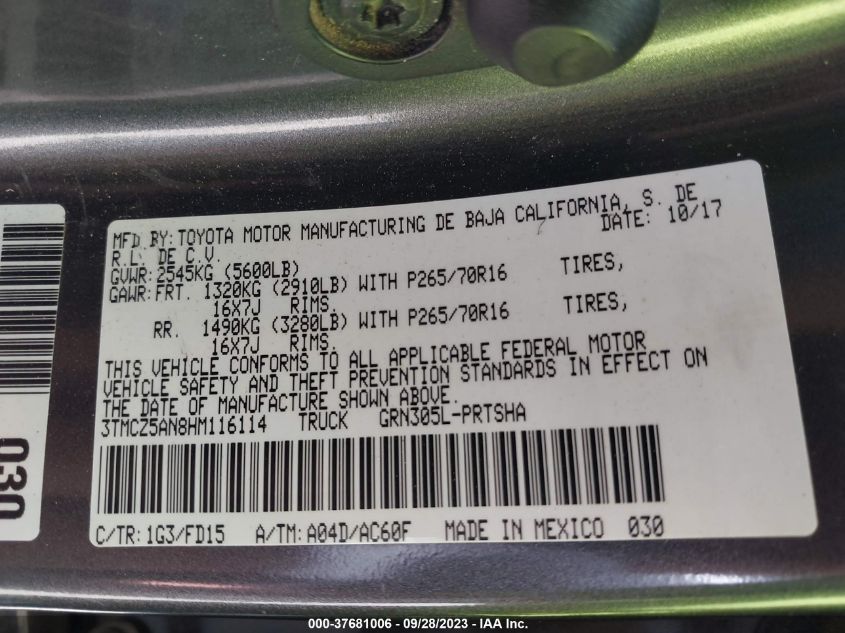 MFD BY:TOYOTA MOTOR MANUFACTURING DE BAJA CALIFORNIA, S. DE
R.L. DE C.V. DATE: 10/17
GVWR:2545KG (5600LB)
GAWR:FRT. 1320KG (2910LB) WITH P265/70R16 TIRES,
16X7J RIMS.
RR. 1490KG (3280LB) WITH P265/70R16 TIRES,
16X7J RIMS.
THIS VEHICLE CONFORMS TO ALL APPLICABLE FEDERAL MOTOR
VEHICLE SAFETY AND THEFT PREVENTION STANDARDS IN EFFECT ON
THE DATE OF MANUFACTURE SHOWN ABOVE.
3TMCZ5AN8HM116114 TRUCK GRN305L-PRTSHA
C/TR:1G3/FD15 A/TM:A04D/AC60F MADE IN MEXICO 030
030
000-37681006 - 09/28/2023 - IAA Inc.